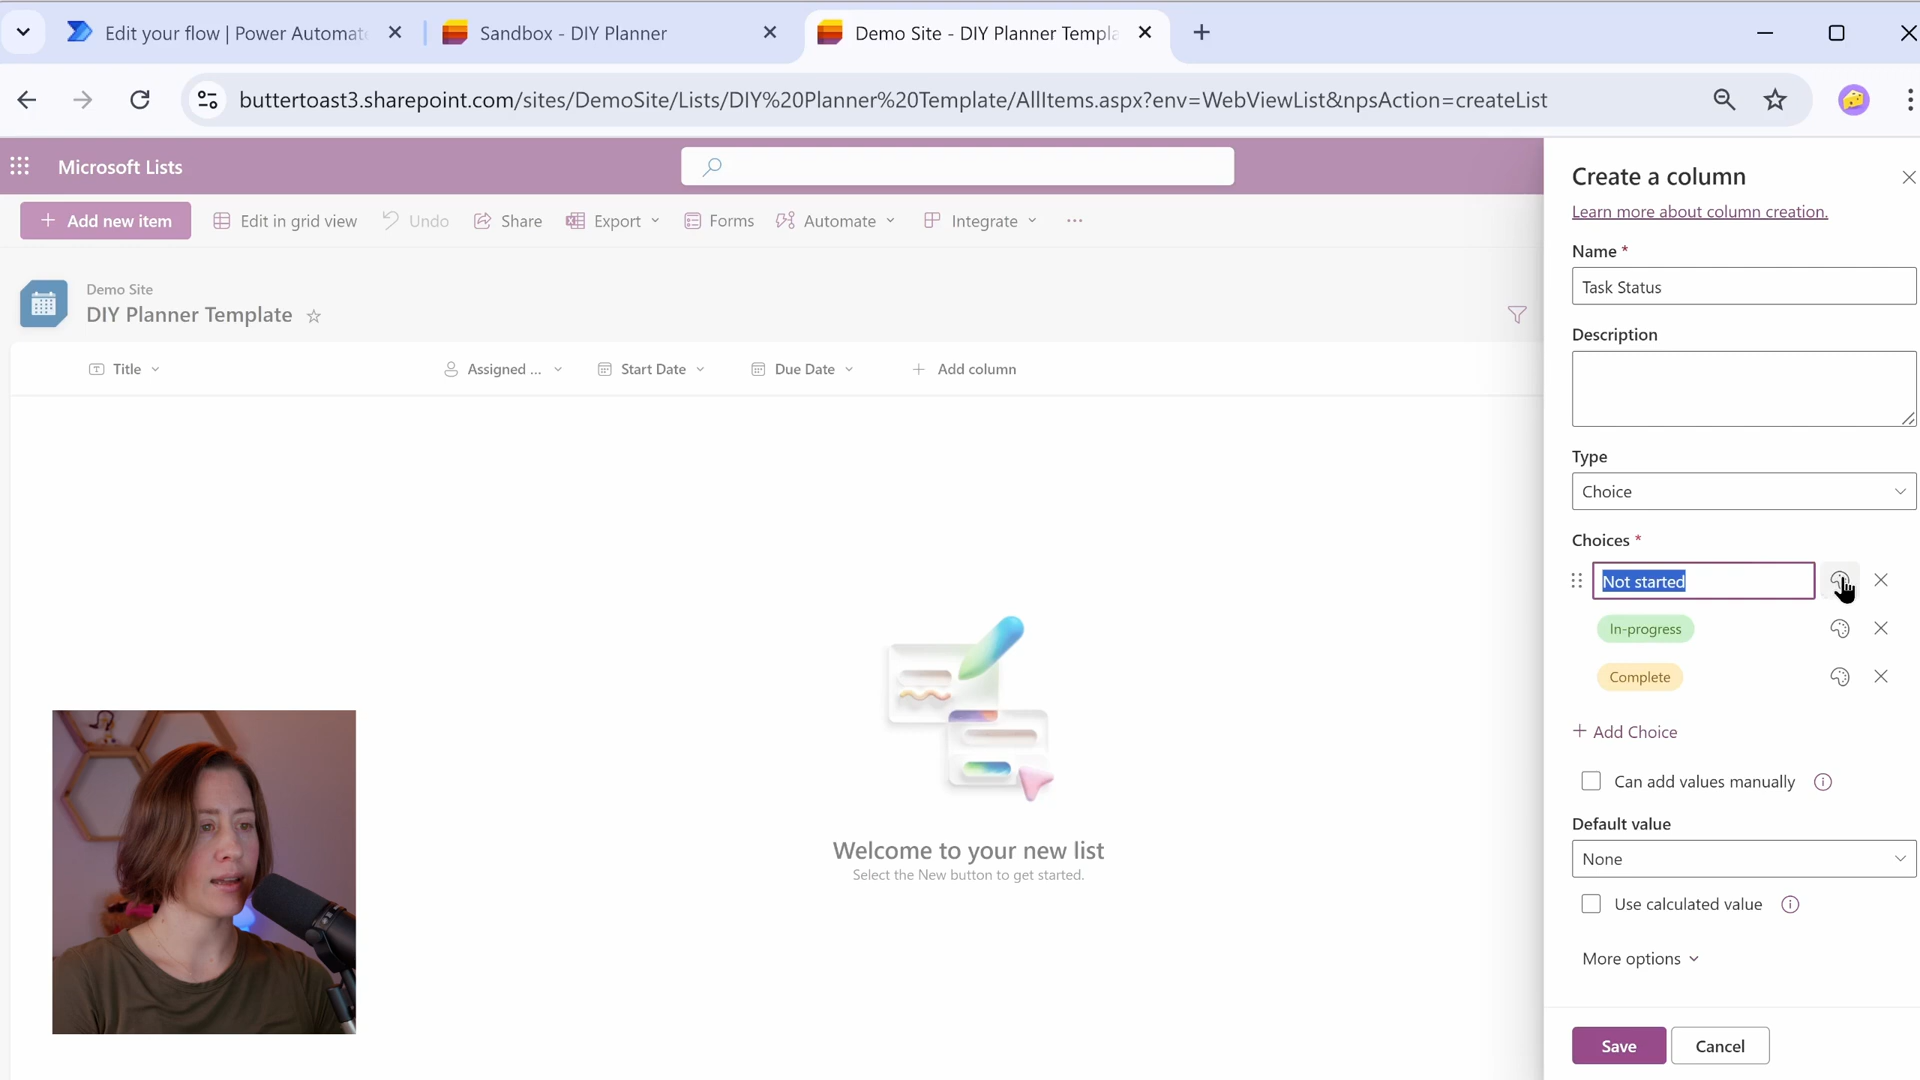 Edit your flow | Power Automate
Sandbox - DIY Planner
Demo Site - DIY Planner Templa
buttertoast3.sharepoint.com/sites/DemoSite/Lists/DIY%20Planner%20Template/AllItems.aspx?env=WebViewList&npsAction=createList
Microsoft Lists
Add new item
Edit in grid view
Undo
Share
Export
Forms
Automate
Integrate
Demo Site
DIY Planner Template
Title
Assigned ...
Start Date
Due Date
Add column
Welcome to your new list
Select the New button to get started.
Create a column
Learn more about column creation.
Name *
Task Status
Description
Type
Choice
Choices *
Not started
In-progress
Complete
+ Add Choice
Can add values manually
Default value
None
Use calculated value
More options
Save
Cancel